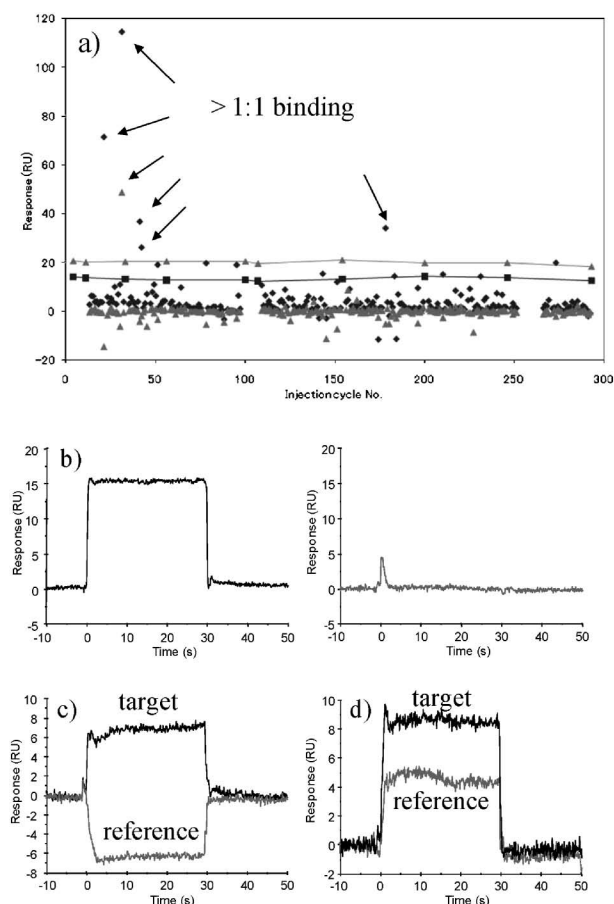 a)
> 1:1 binding
Response (RU)
120
100
80
60
40
20
0
-20
0 50 100 150 200 250 300
Injectioncycle No.
b)
Response (RU)
20
15
10
5
0
-5
-10 0 10 20 30 40 50
Time (s)
Response (RU)
20
15
10
5
0
-5
-10 0 10 20 30 40 50
Time (s)
c)
target
reference
Response (RU)
10
8
6
4
2
0
-2
-4
-6
-8
-10 0 10 20 30 40 50
Time (s)
d)
target
reference
Response (RU)
10
8
6
4
2
0
-2
-10 0 10 20 30 40 50
Time (s)